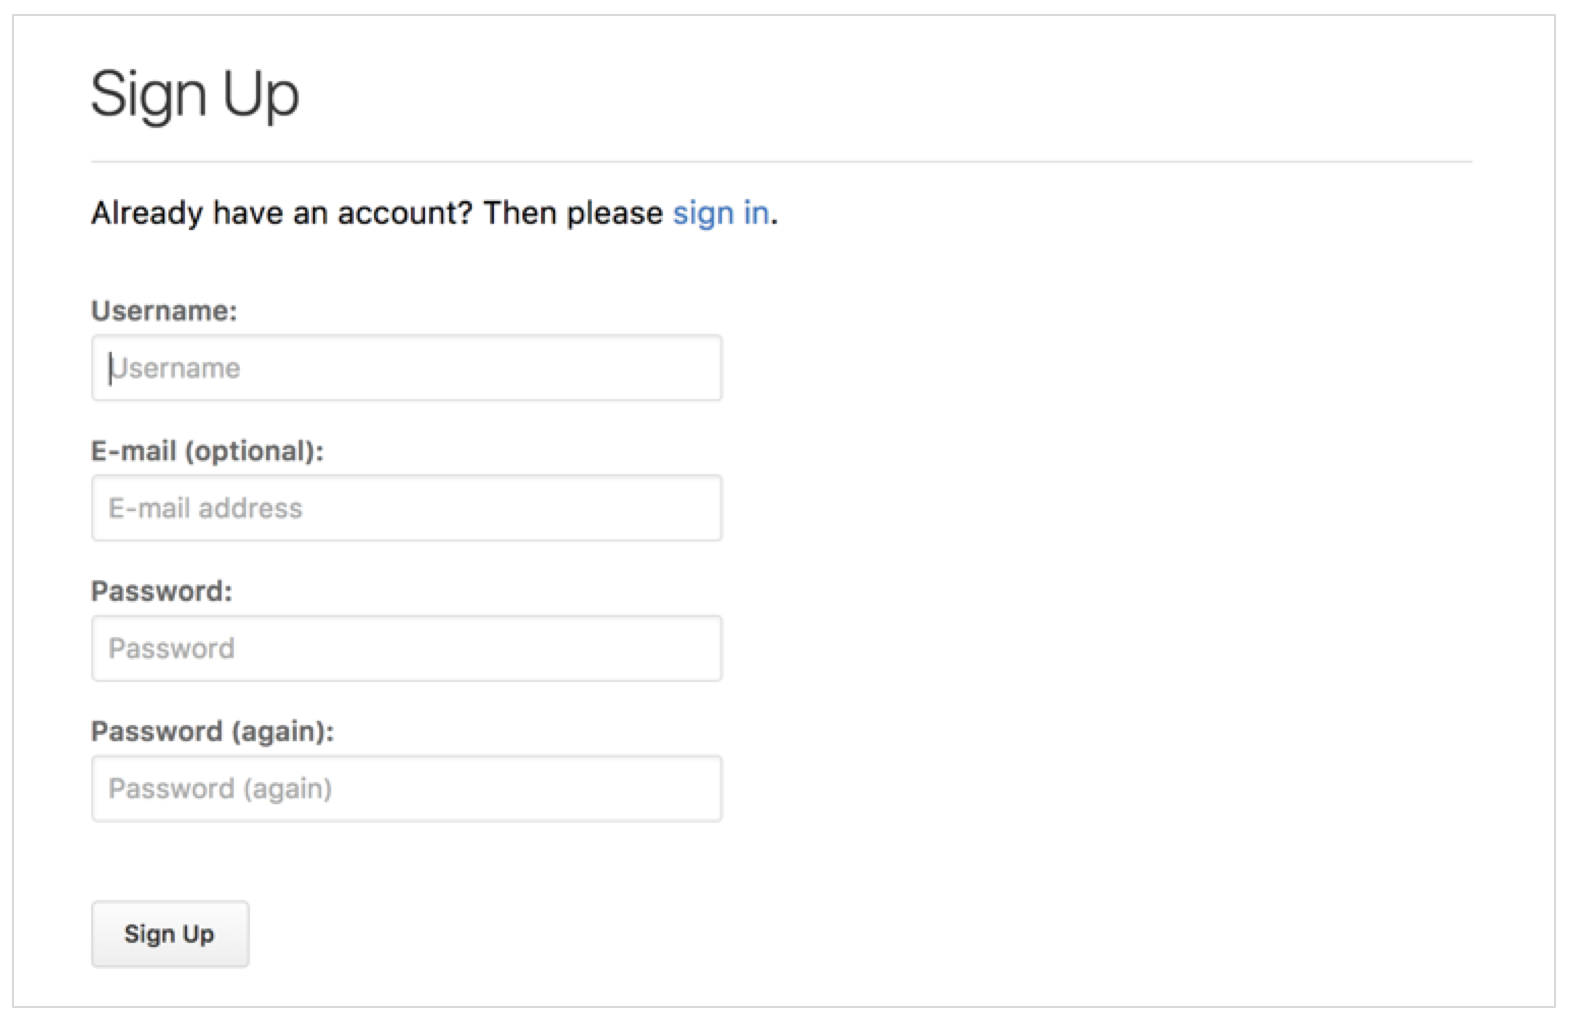 Sign Up
Already have an account? Then please sign in.
Username:
Username
E-mail (optional):
E-mail address
Password:
Password
Password (again):
Password (again)
Sign Up